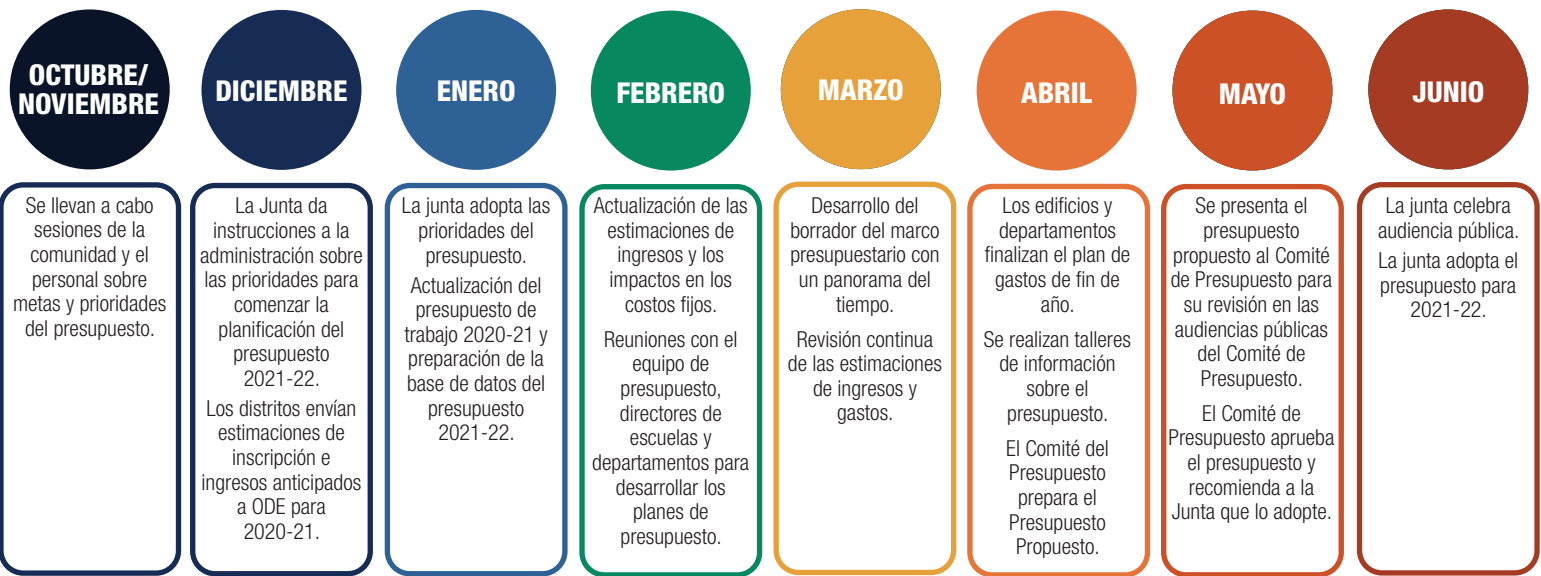 OCTUBRE/
NOVIEMBRE
Se llevan a cabo
sesiones de la
comunidad y el
personal sobre
metas y prioridades
del presupuesto.
DICIEMBRE
La Junta da
instrucciones a la
administración sobre
las prioridades para
comenzar la
planificación del
presupuesto
2021-22.
Los distritos envían
estimaciones de
inscripción e
ingresos anticipados
a ODE para
2020-21.
ENERO
La junta adopta las
prioridades del
presupuesto.
Actualización del
presupuesto de
trabajo 2020-21 y
preparación de la
base de datos del
presupuesto
2021-22.
FEBRERO
Actualización de las
estimaciones de
ingresos y los
impactos en los
costos fijos.
Reuniones con el
equipo de
presupuesto,
directores de
escuelas y
departamentos para
desarrollar los
planes de
presupuesto.
MARZO
Desarrollo del
borrador del marco
presupuestario con
un panorama del
tiempo.
Revisión continua
de las estimaciones
de ingresos y
gastos.
ABRIL
Los edificios y
departamentos
finalizan el plan de
gastos de fin de
año.
Se realizan talleres
de información
sobre el
presupuesto.
El Comité del
Presupuesto
prepara el
Presupuesto
Propuesto.
MAYO
Se presenta el
presupuesto
propuesto al Comité
de Presupuesto para
su revisión en las
audiencias públicas
del Comité de
Presupuesto.
El Comité de
Presupuesto aprueba
el presupuesto y
recomienda a la
Junta que lo adopte.
JUNIO
La junta celebra
audiencia pública.
La junta adopta el
presupuesto para
2021-22.